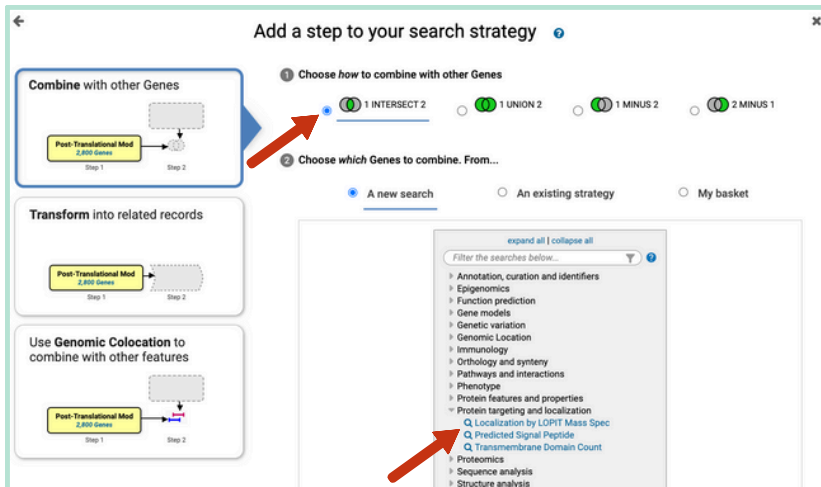 Add a step to your search strategy
Combine with other Genes
Post-Translational Mod
2,800 Genes
Step 1
Step 2
Transform into related records
Post-Translational Mod
2,800 Genes
Step 1
Step 2
Use Genomic Colocation to
combine with other features
Post-Translational Mod
2,800 Genes
Step 1
Step 2
1 Choose how to combine with other Genes
1 INTERSECT 2
1 UNION 2
1 MINUS 2
2 MINUS 1
2 Choose which Genes to combine. From...
A new search
An existing strategy
My basket
expand all | collapse all
Filter the searches below...
Annotation, curation and identifiers
Epigenomics
Function prediction
Gene models
Genetic variation
Genomic Location
Immunology
Orthology and synteny
Pathways and interactions
Phenotype
Protein features and properties
Protein targeting and localization
Localization by LOPIT Mass Spec
Predicted Signal Peptide
Transmembrane Domain Count
Proteomics
Sequence analysis
Structure analysis